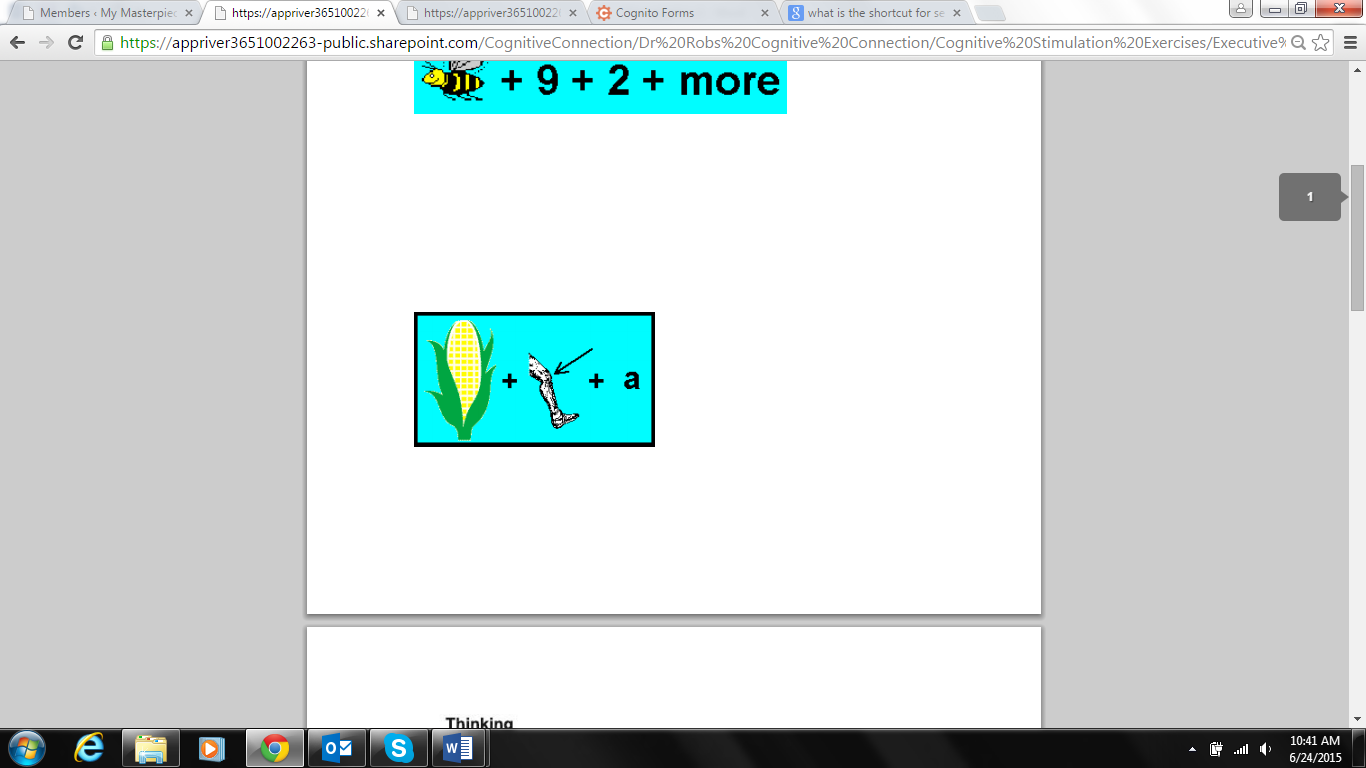 Members ‹ My Masterpiec
https://appriver365100226
https://appriver365100226
Cognito Forms
what is the shortcut for se
https://appriver3651002263-public.sharepoint.com/CognitiveConnection/Dr%20Robs%20Cognitive%20Connection/Cognitive%20Stimulation%20Exercises/Executive%
+ 9 + 2 + more
1
+ + a
Thinking
10:41 AM
6/24/2015